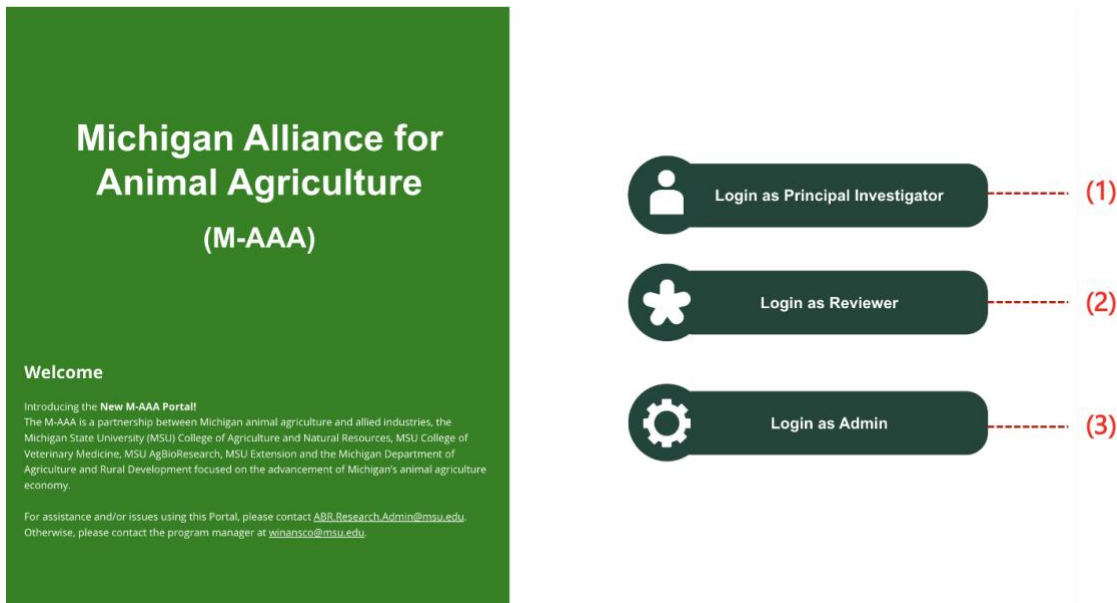 Michigan Alliance for
Animal Agriculture
(M-AAA)
Welcome
Introducing the New M-AAA Portal!
The M-AAA is a partnership between Michigan animal agriculture and allied industries, the
Michigan State University (MSU) College of Agriculture and Natural Resources, MSU College of
Veterinary Medicine, MSU AgBioResearch, MSU Extension and the Michigan Department of
Agriculture and Rural Development focused on the advancement of Michigan's animal agriculture
economy.
For assistance and/or issues using this Portal, please contact ABR.Research.Admin@msu.edu.
Otherwise, please contact the program manager at winansco@msu.edu.
Login as Principal Investigator (1)
Login as Reviewer (2)
Login as Admin (3)